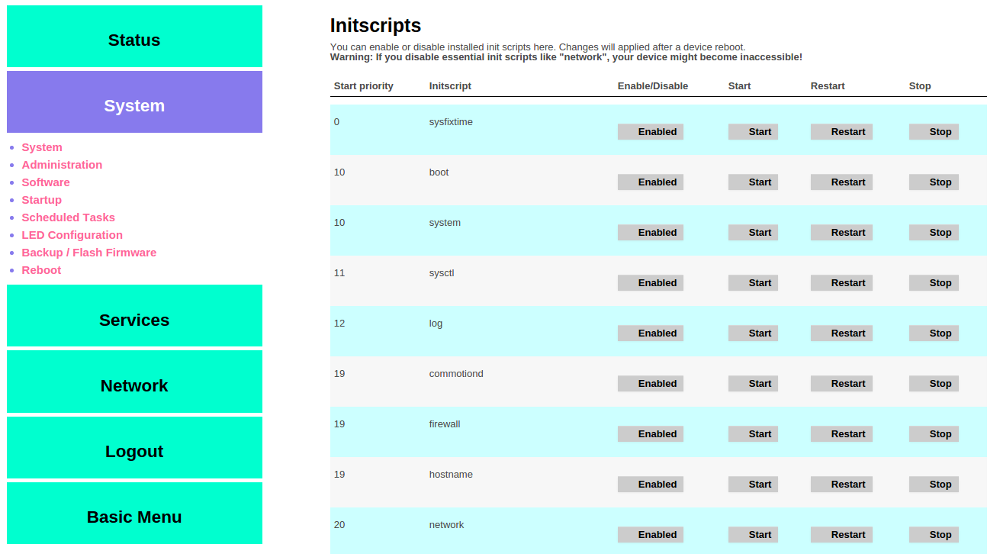 Status
System
System
Administration
Software
Startup
Scheduled Tasks
LED Configuration
Backup / Flash Firmware
Reboot
Services
Network
Logout
Basic Menu
Initscripts
You can enable or disable installed init scripts here. Changes will applied after a device reboot.
Warning: If you disable essential init scripts like "network", your device might become inaccessible!
Start priority Initscript Enable/Disable Start Restart Stop
0 sysfixtime Enabled Start Restart Stop
10 boot Enabled Start Restart Stop
10 system Enabled Start Restart Stop
11 sysctl Enabled Start Restart Stop
12 log Enabled Start Restart Stop
19 commotiond Enabled Start Restart Stop
19 firewall Enabled Start Restart Stop
19 hostname Enabled Start Restart Stop
20 network Enabled Start Restart Stop